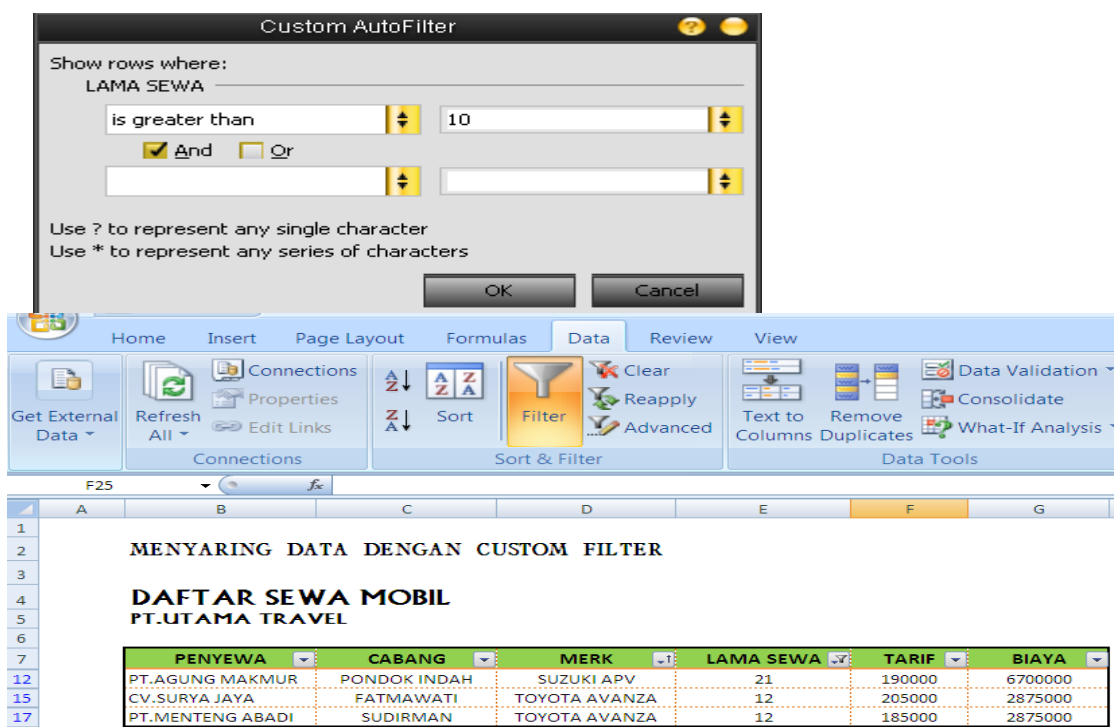 Custom AutoFilter ?
Show rows where:
LAMA SEWA
is greater than 10
And Or
Use ? to represent any single character
Use * to represent any series of characters
OK Cancel
Home Insert Page Layout Formulas Data Review View
Get External Data
Refresh All
Connections
Properties
Edit Links
Connections
A Z
Z A
A Z Z A
Sort
Filter
Clear
Reapply
Advanced
Sort & Filter
Text to Columns
Remove Duplicates
Data Validation
Consolidate
What-If Analysis
Data Tools
F25 fx
A B C D E F G
1
2 MENYARING DATA DENGAN CUSTOM FILTER
3
4 DAFTAR SEWA MOBIL
5 PT.UTAMA TRAVEL
6
7 PENYEWA CABANG MERK LAMA SEWA TARIF BIAYA
12 PT.AGUNG MAKMUR PONDOK INDAH SUZUKI APV 21 190000 6700000
15 CV.SURYA JAYA FATMAWATI TOYOTA AVANZA 12 205000 2875000
17 PT.MENTENG ABADI SUDIRMAN TOYOTA AVANZA 12 185000 2875000